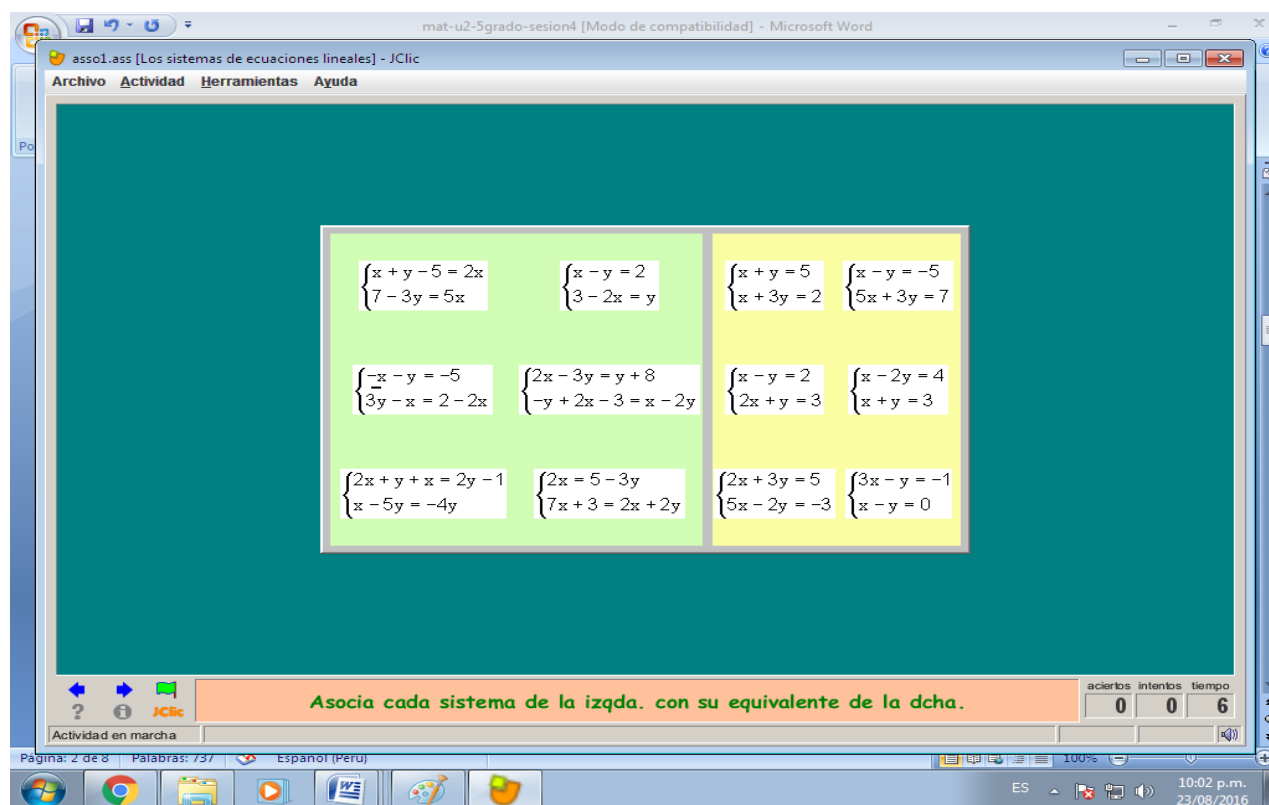 mat-u2-5grado-sesion4 [Modo de compatibilidad] - Microsoft Word
asso1.ass [Los sistemas de ecuaciones lineales] - JClic
Archivo Actividad Herramientas Ayuda
Po
x + y − 5 = 2x
7 − 3y = 5x
x − y = 2
3 − 2x = y
x + y = 5
x + 3y = 2
x − y = −5
5x + 3y = 7
−x − y = −5
3y − x = 2 − 2x
2x − 3y = y + 8
−y + 2x − 3 = x − 2y
x − y = 2
2x + y = 3
x − 2y = 4
x + y = 3
2x + y + x = 2y − 1
x − 5y = −4y
2x = 5 − 3y
7x + 3 = 2x + 2y
2x + 3y = 5
5x − 2y = −3
3x − y = −1
x − y = 0
JClic
Asocia cada sistema de la izqda. con su equivalente de la dcha.
aciertos intentos tiempo
0 0 6
Actividad en marcha
Página: 2 de 8 Palabras: 737 Español (Perú) 100%
ES
10:02 p.m.
23/08/2016